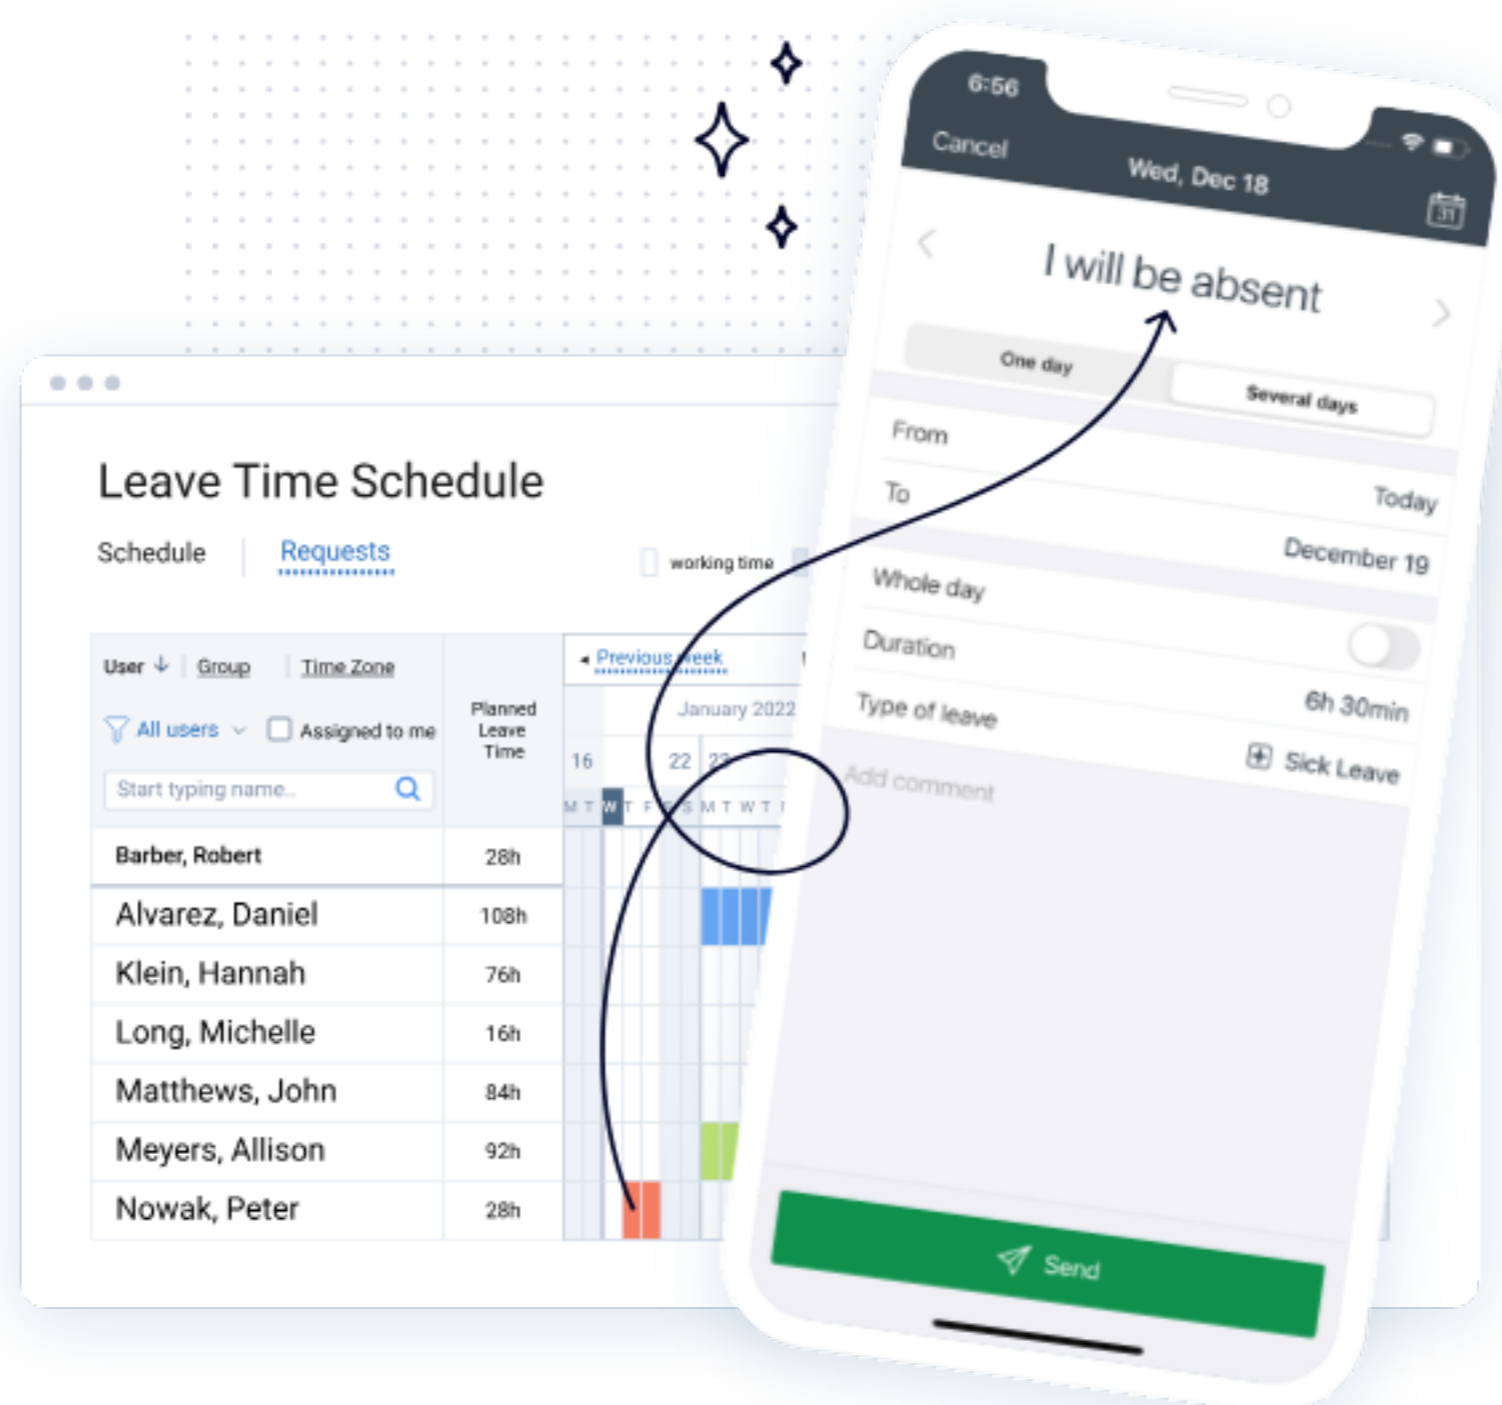 6:56
Cancel
Wed, Dec 18
31
I will be absent
One day
Several days
From
Today
To
December 19
Whole day
Duration
6h 30min
Type of leave
Sick Leave
Add comment
Send
Leave Time Schedule
Schedule
Requests
working time
User
Group
Time Zone
Planned
Leave
Time
Previous week
All users
Assigned to me
January 2022
16
22
23
Start typing name..
M T W T F S S M T W T
Barber, Robert 28h
Alvarez, Daniel 108h
Klein, Hannah 76h
Long, Michelle 16h
Matthews, John 84h
Meyers, Allison 92h
Nowak, Peter 28h